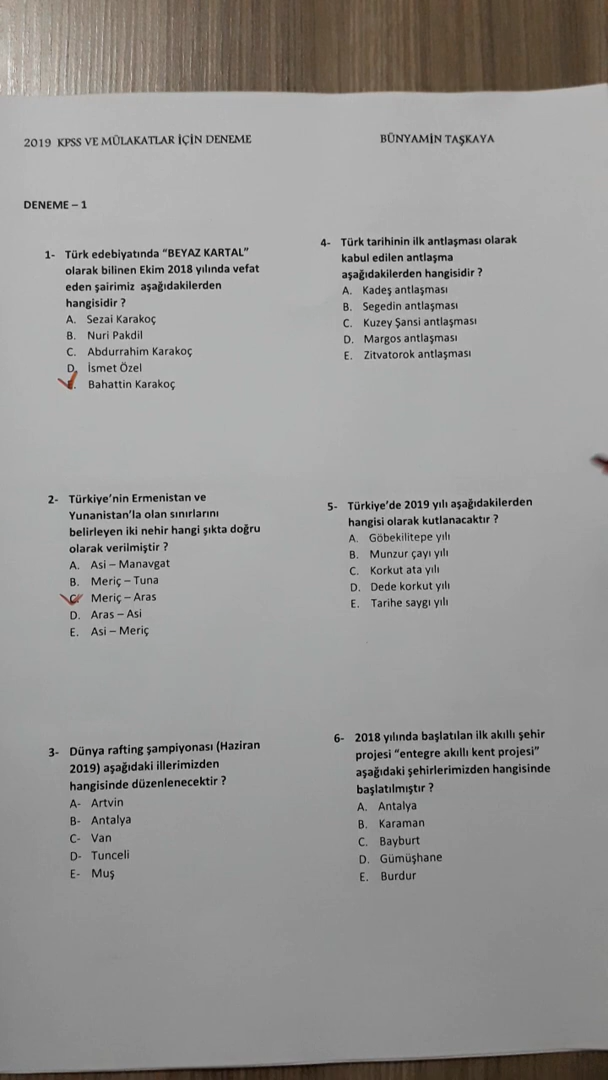 2019 KPSS VE MÜLAKATLAR İÇİN DENEME
BÜNYAMİN TAŞKAYA
DENEME – 1
1- Türk edebiyatında “BEYAZ KARTAL”
olarak bilinen Ekim 2018 yılında vefat
eden şairimiz aşağıdakilerden
hangisidir ?
A. Sezai Karakoç
B. Nuri Pakdil
C. Abdurrahim Karakoç
D. İsmet Özel
E. Bahattin Karakoç
2- Türkiye’nin Ermenistan ve
Yunanistan’la olan sınırlarını
belirleyen iki nehir hangi şıkta doğru
olarak verilmiştir ?
A. Asi – Manavgat
B. Meriç – Tuna
C. Meriç – Aras
D. Aras – Asi
E. Asi – Meriç
3- Dünya rafting şampiyonası (Haziran
2019) aşağıdaki illerimizden
hangisinde düzenlenecektir ?
A- Artvin
B- Antalya
C- Van
D- Tunceli
E- Muş
4- Türk tarihinin ilk antlaşması olarak
kabul edilen antlaşma
aşağıdakilerden hangisidir ?
A. Kadeş antlaşması
B. Segedin antlaşması
C. Kuzey Şansi antlaşması
D. Margos antlaşması
E. Zitvatorok antlaşması
5- Türkiye’de 2019 yılı aşağıdakilerden
hangisi olarak kutlanacaktır ?
A. Göbekilitepe yılı
B. Munzur çayı yılı
C. Korkut ata yılı
D. Dede korkut yılı
E. Tarihe saygı yılı
6- 2018 yılında başlatılan ilk akıllı şehir
projesi “entegre akıllı kent projesi”
aşağıdaki şehirlerimizden hangisinde
başlatılmıştır ?
A. Antalya
B. Karaman
C. Bayburt
D. Gümüşhane
E. Burdur